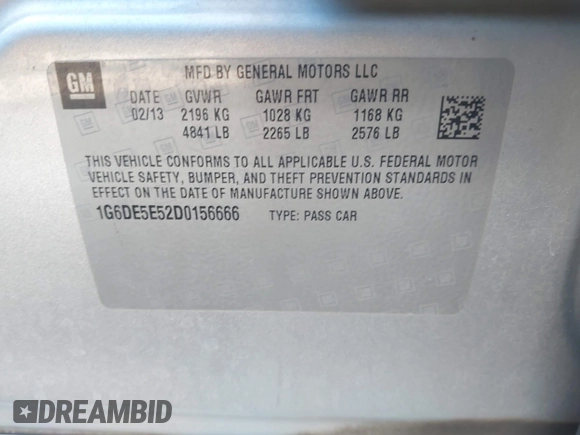 GM
MFD BY GENERAL MOTORS LLC
DATE GVWR GAWR FRT GAWR RR
02/13 2196 KG 1028 KG 1168 KG
4841 LB 2265 LB 2576 LB
THIS VEHICLE CONFORMS TO ALL APPLICABLE U.S. FEDERAL MOTOR
VEHICLE SAFETY, BUMPER, AND THEFT PREVENTION STANDARDS IN
EFFECT ON THE DATE OF MANUFACTURE SHOWN ABOVE.
1G6DE5E52D0156666 TYPE: PASS CAR
DREAMBID